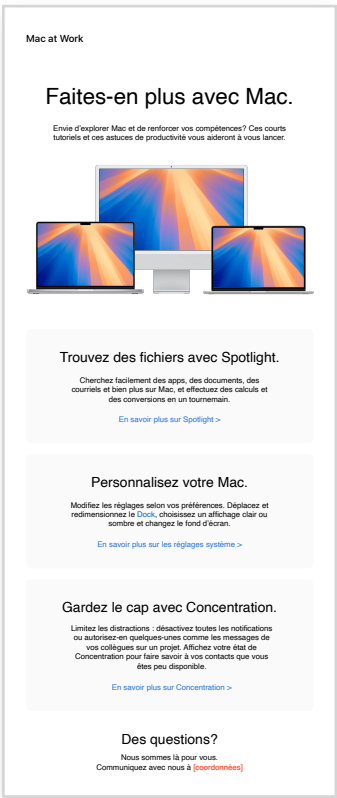 Mac at Work
Faites-en plus avec Mac.
Envie d'explorer Mac et de renforcer vos compétences? Ces courts
tutoriels et ces astuces de productivité vous aideront à vous lancer.
Trouvez des fichiers avec Spotlight.
Cherchez facilement des apps, des documents, des
courriels et bien plus sur Mac, et effectuez des calculs et
des conversions en un tournemain.
En savoir plus sur Spotlight >
Personnalisez votre Mac.
Modifiez les réglages selon vos préférences. Déplacez et
redimensionnez le Dock, choisissez un affichage clair ou
sombre et changez le fond d'écran.
En savoir plus sur les réglages système >
Gardez le cap avec Concentration.
Limitez les distractions : désactivez toutes les notifications
ou autorisez-en quelques-unes comme les messages de
vos collègues sur un projet. Affichez votre état de
Concentration pour faire savoir à vos contacts que vous
êtes peu disponible.
En savoir plus sur Concentration >
Des questions?
Nous sommes là pour vous.
Communiquez avec nous à [coordonnées]